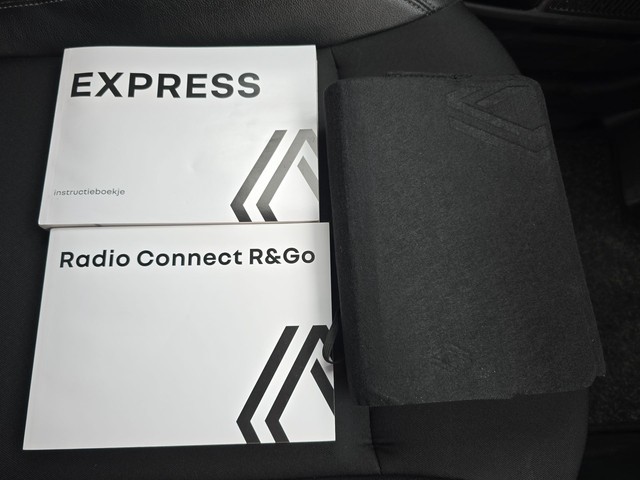 EXPRESS
instructieboekje
Radio Connect R&Go